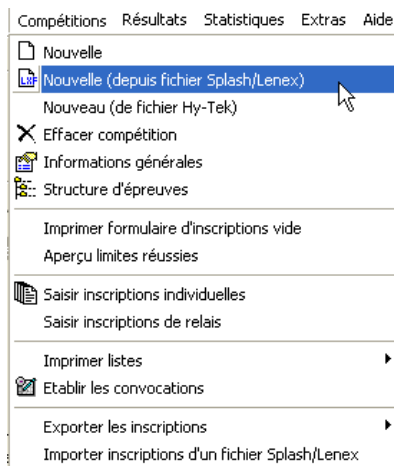 Compétitions Résultats Statistiques Extras Aide
Nouvelle
LXF Nouvelle (depuis fichier Splash/Lenex)
Nouveau (de fichier Hy-Tek)
Effacer compétition
Informations générales
Structure d'épreuves
Imprimer formulaire d'inscriptions vide
Aperçu limites réussies
Saisir inscriptions individuelles
Saisir inscriptions de relais
Imprimer listes
Etablir les convocations
Exporter les inscriptions
Importer inscriptions d'un fichier Splash/Lenex